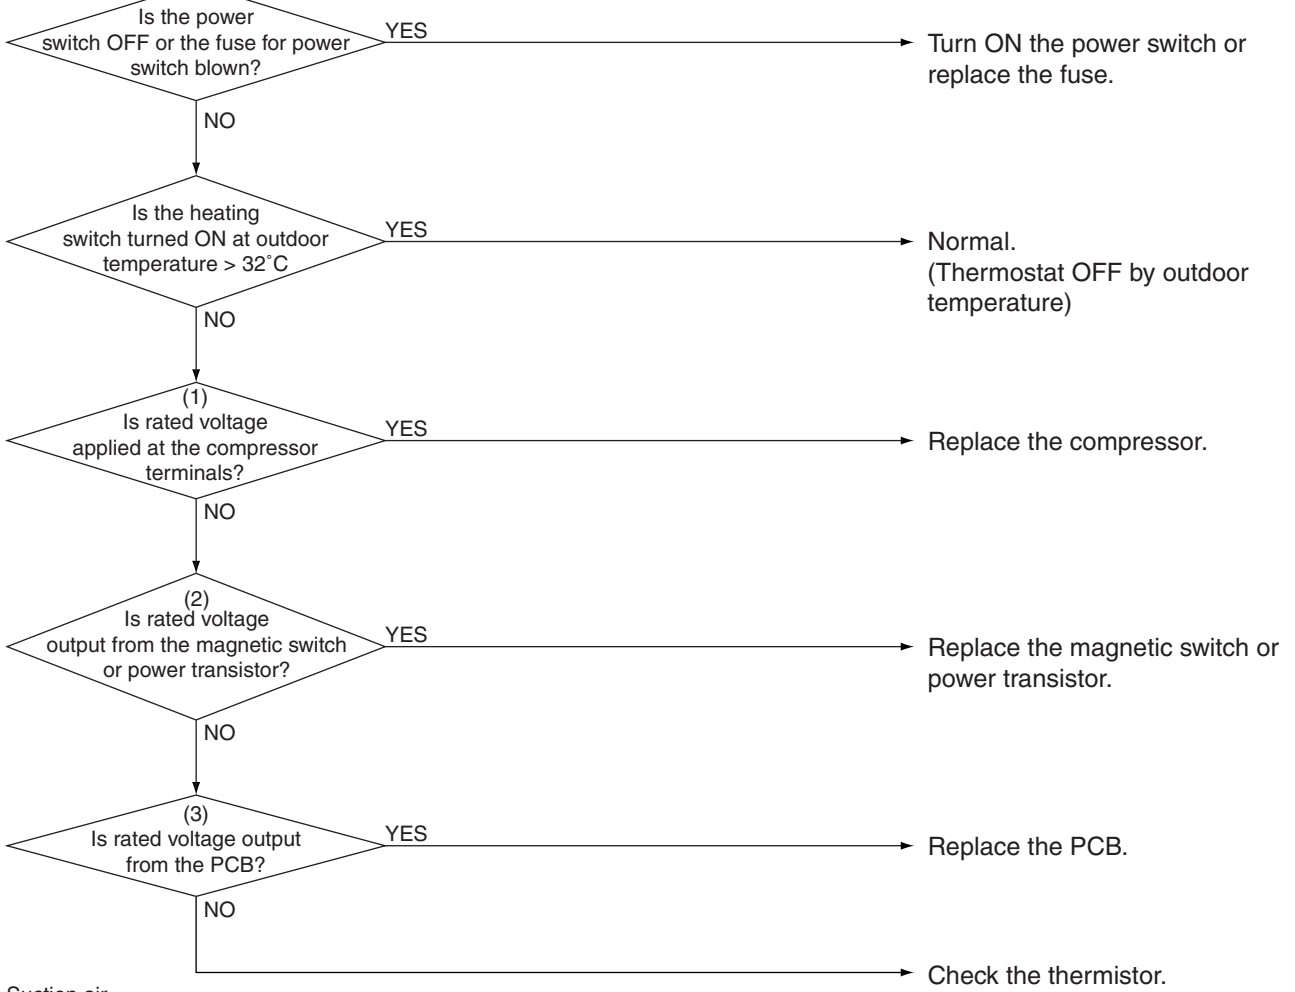 Is the power
switch OFF or the fuse for power
switch blown?
YES
Turn ON the power switch or
replace the fuse.
NO
Is the heating
switch turned ON at outdoor
temperature > 32˚C
YES
Normal.
(Thermostat OFF by outdoor
temperature)
NO
(1)
Is rated voltage
applied at the compressor
terminals?
YES
Replace the compressor.
NO
(2)
Is rated voltage
output from the magnetic switch
or power transistor?
YES
Replace the magnetic switch or
power transistor.
NO
(3)
Is rated voltage output
from the PCB?
YES
Replace the PCB.
NO
Check the thermistor.
Suction air